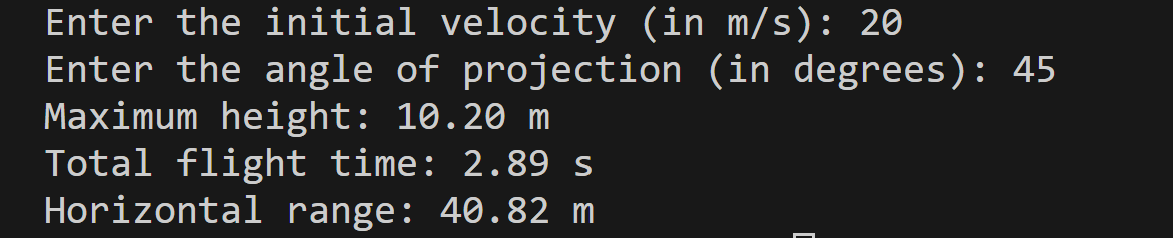 Enter the initial velocity (in m/s): 20
Enter the angle of projection (in degrees): 45
Maximum height: 10.20 m
Total flight time: 2.89 s
Horizontal range: 40.82 m